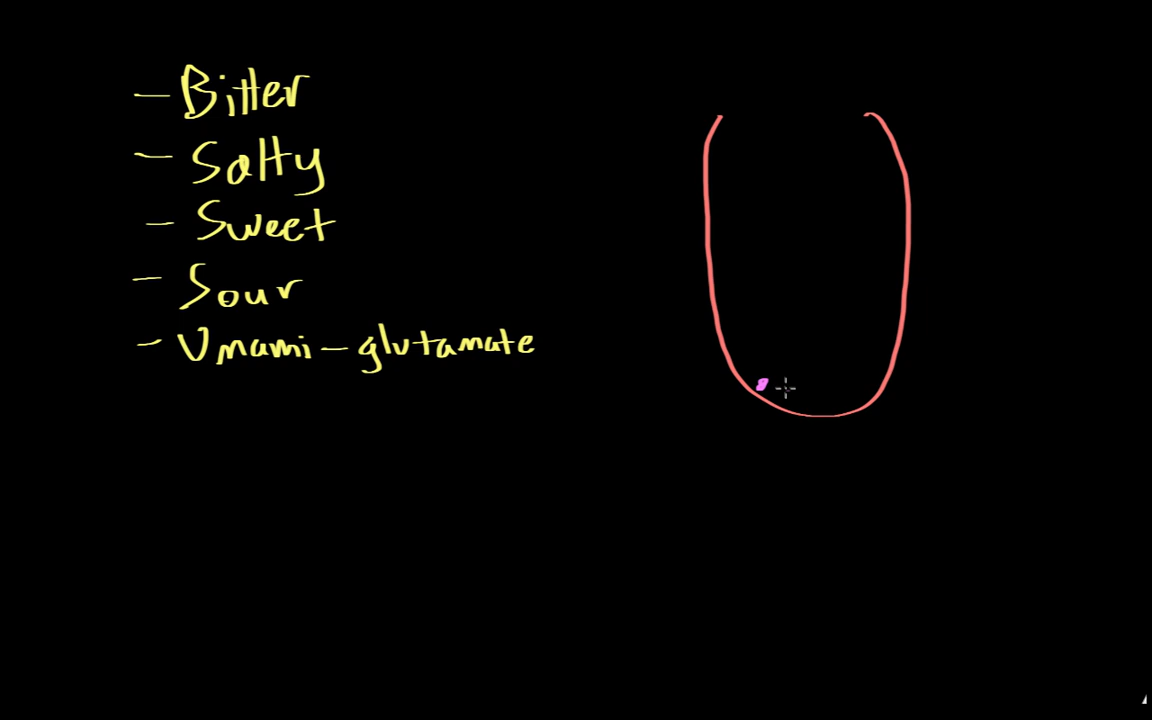 - Bitter
- Salty
- Sweet
- Sour
- Umami - glutamate